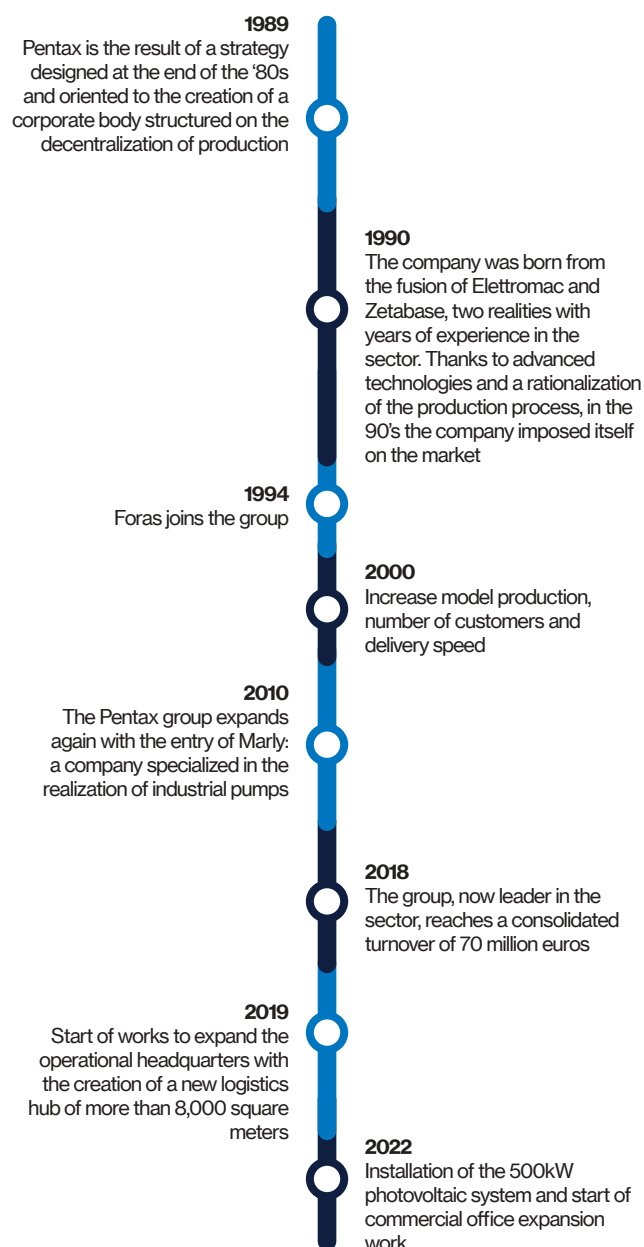 1989
Pentax is the result of a strategy
designed at the end of the ‘80s
and oriented to the creation of a
corporate body structured on the
decentralization of production
1990
The company was born from
the fusion of Elettromac and
Zetabase, two realities with
years of experience in the
sector. Thanks to advanced
technologies and a rationalization
of the production process, in the
90’s the company imposed itself
on the market
1994
Foras joins the group
2000
Increase model production,
number of customers and
delivery speed
2010
The Pentax group expands
again with the entry of Marly:
a company specialized in the
realization of industrial pumps
2018
The group, now leader in the
sector, reaches a consolidated
turnover of 70 million euros
2019
Start of works to expand the
operational headquarters with
the creation of a new logistics
hub of more than 8,000 square
meters
2022
Installation of the 500kW
photovoltaic system and start of
commercial office expansion
work